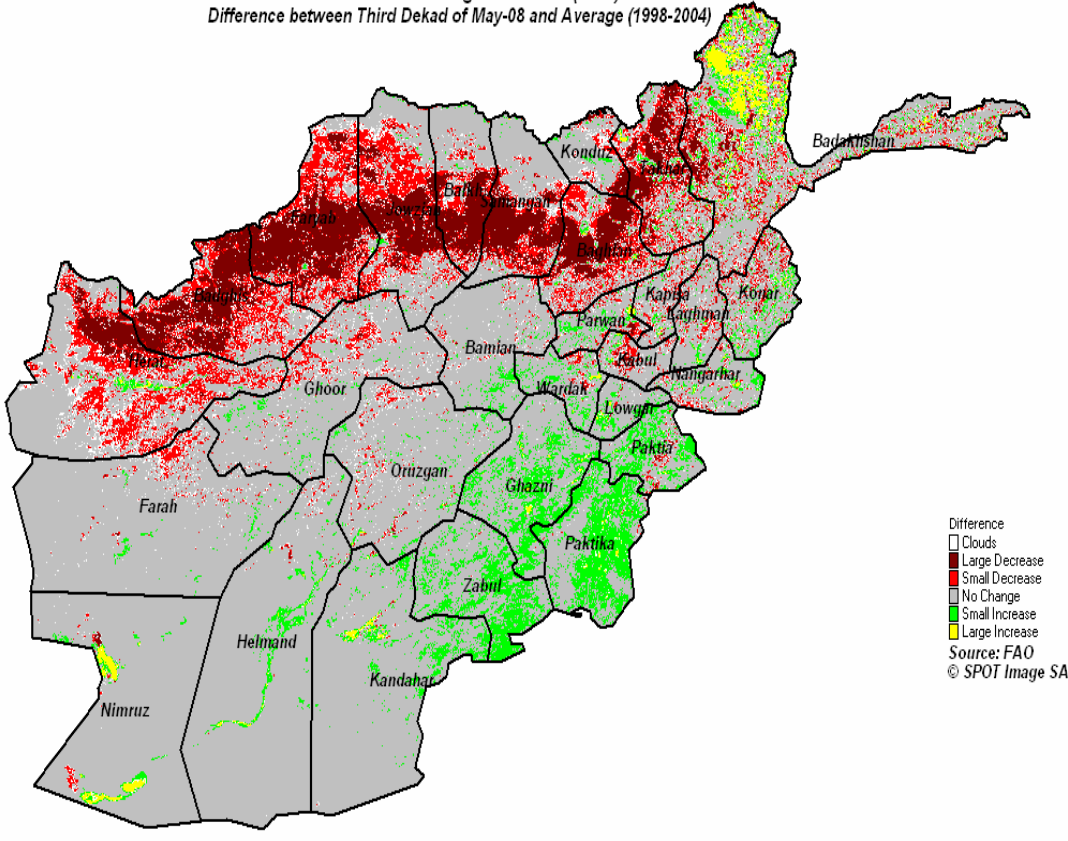 Difference between Third Dekad of May-08 and Average (1998-2004)
Badakhshan
Konduz
Takhar
Balkh
Samangan
Jowzjan
Faryab
Baghlan
Badghis
Kapisa
Konar
Laghman
Parwan
Bamian
Kabul
Herat
Nangarhar
Ghoor
Wardak
Lowgar
Paktia
Oruzgan
Ghazni
Farah
Paktika
Zabul
Helmand
Kandahar
Nimruz
Difference
Clouds
Large Decrease
Small Decrease
No Change
Small Increase
Large Increase
Source: FAO
© SPOT Image SA